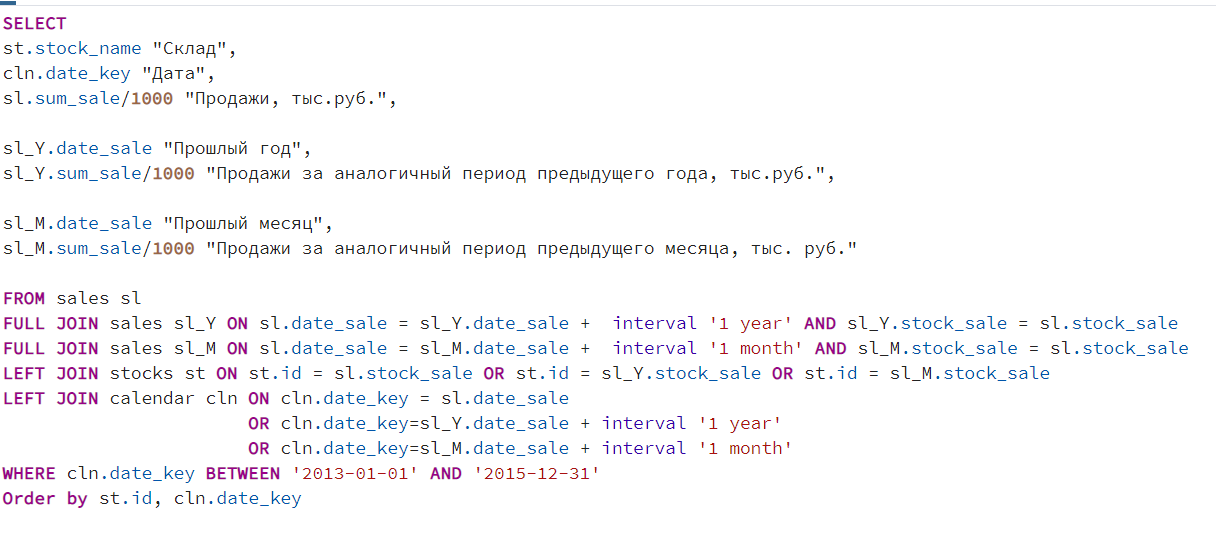 SELECT
st.stock_name "Склад",
cln.date_key "Дата",
sl.sum_sale/1000 "Продажи, тыс.руб.",
sl_Y.date_sale "Прошлый год",
sl_Y.sum_sale/1000 "Продажи за аналогичный период предыдущего года, тыс.руб.",
sl_M.date_sale "Прошлый месяц",
sl_M.sum_sale/1000 "Продажи за аналогичный период предыдущего месяца, тыс. руб."
FROM sales sl
FULL JOIN sales sl_Y ON sl.date_sale = sl_Y.date_sale +  interval '1 year' AND sl_Y.stock_sale = sl.stock_sale
FULL JOIN sales sl_M ON sl.date_sale = sl_M.date_sale +  interval '1 month' AND sl_M.stock_sale = sl.stock_sale
LEFT JOIN stocks st ON st.id = sl.stock_sale OR st.id = sl_Y.stock_sale OR st.id = sl_M.stock_sale
LEFT JOIN calendar cln ON cln.date_key = sl.date_sale
OR cln.date_key=sl_Y.date_sale + interval '1 year'
OR cln.date_key=sl_M.date_sale + interval '1 month'
WHERE cln.date_key BETWEEN '2013-01-01' AND '2015-12-31'
Order by st.id, cln.date_key